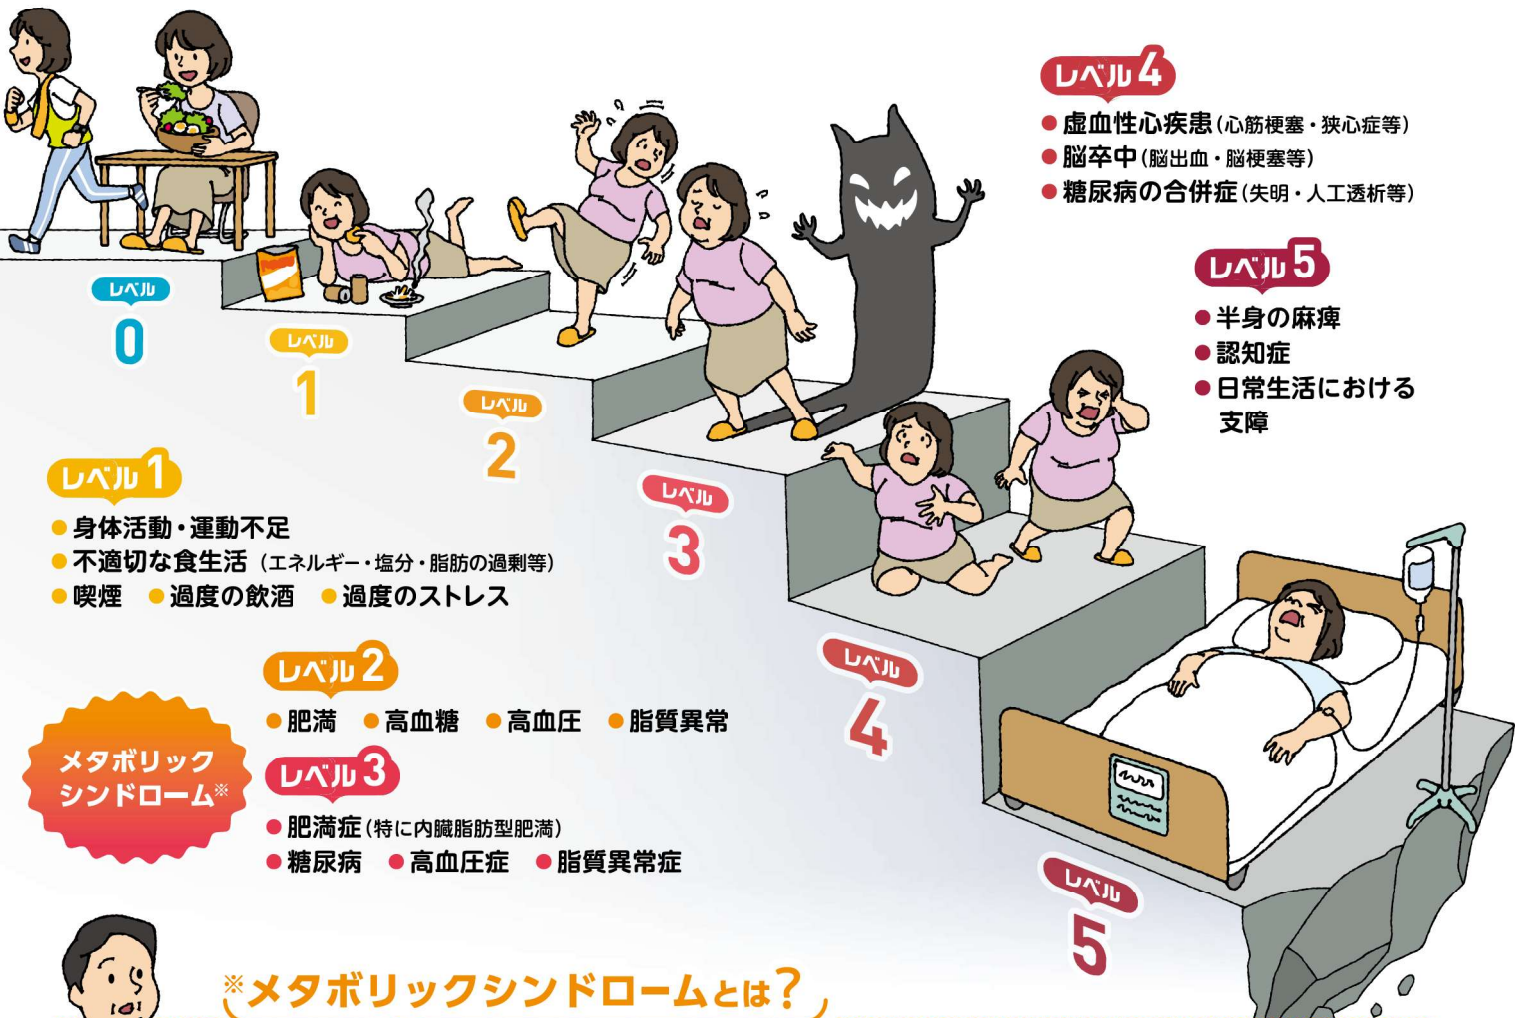 レベル
0
レベル
1
レベル
2
レベル
3
レベル
4
レベル
5
レベル1
● 身体活動・運動不足
● 不適切な食生活（エネルギー・塩分・脂肪の過剰等）
● 喫煙 ● 過度の飲酒 ● 過度のストレス
レベル2
● 肥満 ● 高血糖 ● 高血圧 ● 脂質異常
メタボリック
シンドローム※
レベル3
● 肥満症（特に内臓脂肪型肥満）
● 糖尿病 ● 高血圧症 ● 脂質異常症
レベル4
● 虚血性心疾患（心筋梗塞・狭心症等）
● 脳卒中（脳出血・脳梗塞等）
● 糖尿病の合併症（失明・人工透析等）
レベル5
● 半身の麻痺
● 認知症
● 日常生活における
支障
※メタボリックシンドロームとは？